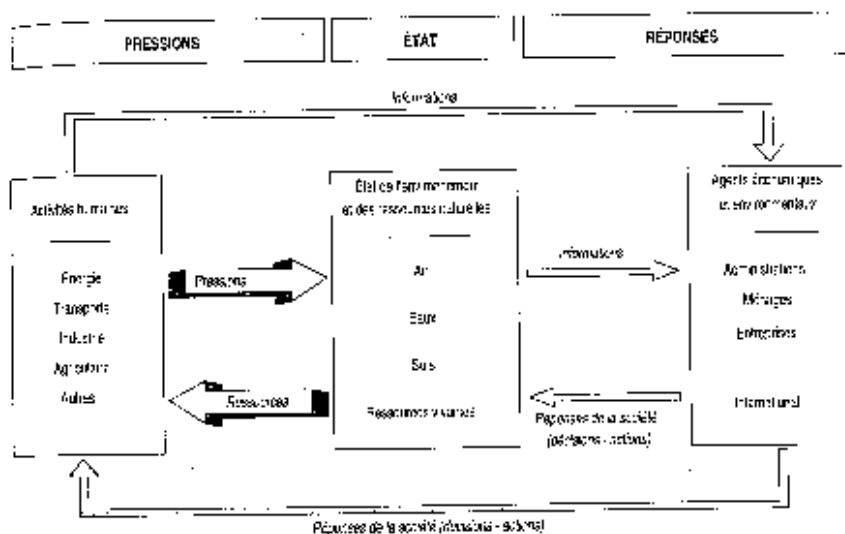 PRESSIONS
ÉTAT
RÉPONSES
Informations
Activités humaines
Énergie
Transports
Industrie
Agriculture
Autres
Pressions
Ressources
État de l'environnement
et des ressources naturelles
Air
Eaux
Sols
Ressources vivantes
Informations
Réponses de la société
(décisions - actions)
Agents économiques
et environnementaux
Administrations
Ménages
Entreprises
International
Réponses de la société (décisions - actions)